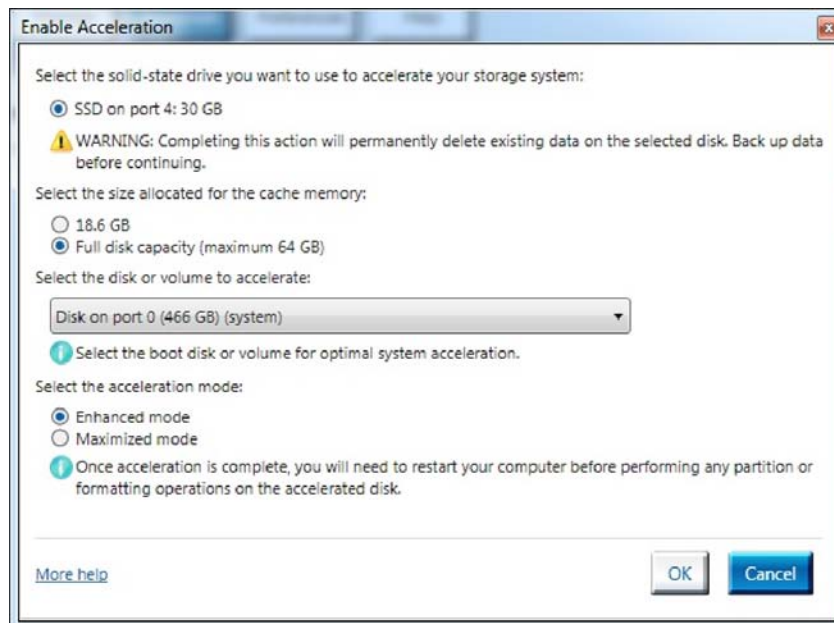 Enable Acceleration
Select the solid-state drive you want to use to accelerate your storage system:
SSD on port 4: 30 GB
WARNING: Completing this action will permanently delete existing data on the selected disk. Back up data
before continuing.
Select the size allocated for the cache memory:
18.6 GB
Full disk capacity (maximum 64 GB)
Select the disk or volume to accelerate:
Disk on port 0 (466 GB) (system)
Select the boot disk or volume for optimal system acceleration.
Select the acceleration mode:
Enhanced mode
Maximized mode
Once acceleration is complete, you will need to restart your computer before performing any partition or
formatting operations on the accelerated disk.
More help
OK
Cancel